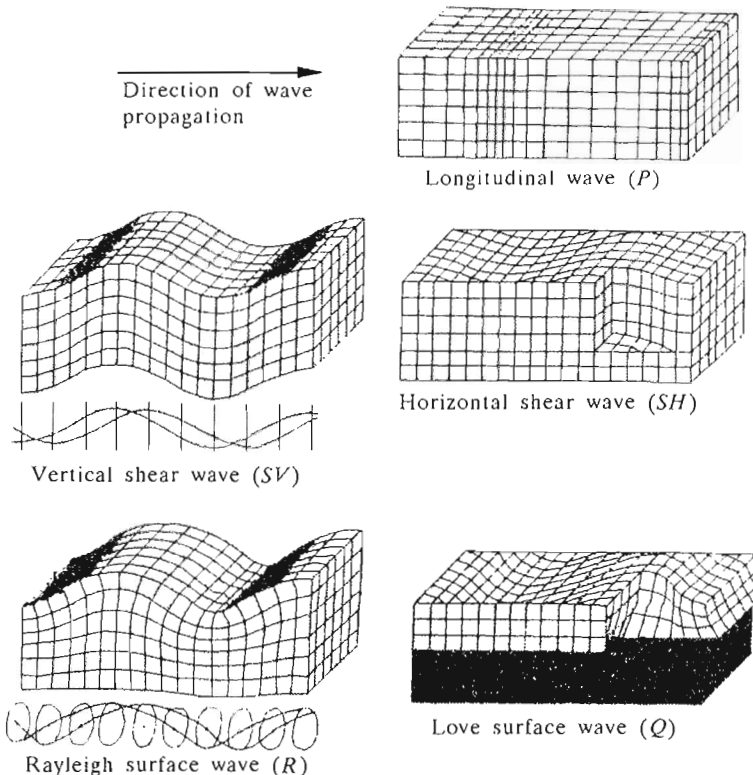 Direction of wave
propagation
Longitudinal wave (P)
Horizontal shear wave (SH)
Vertical shear wave (SV)
Love surface wave (Q)
Rayleigh surface wave (R)